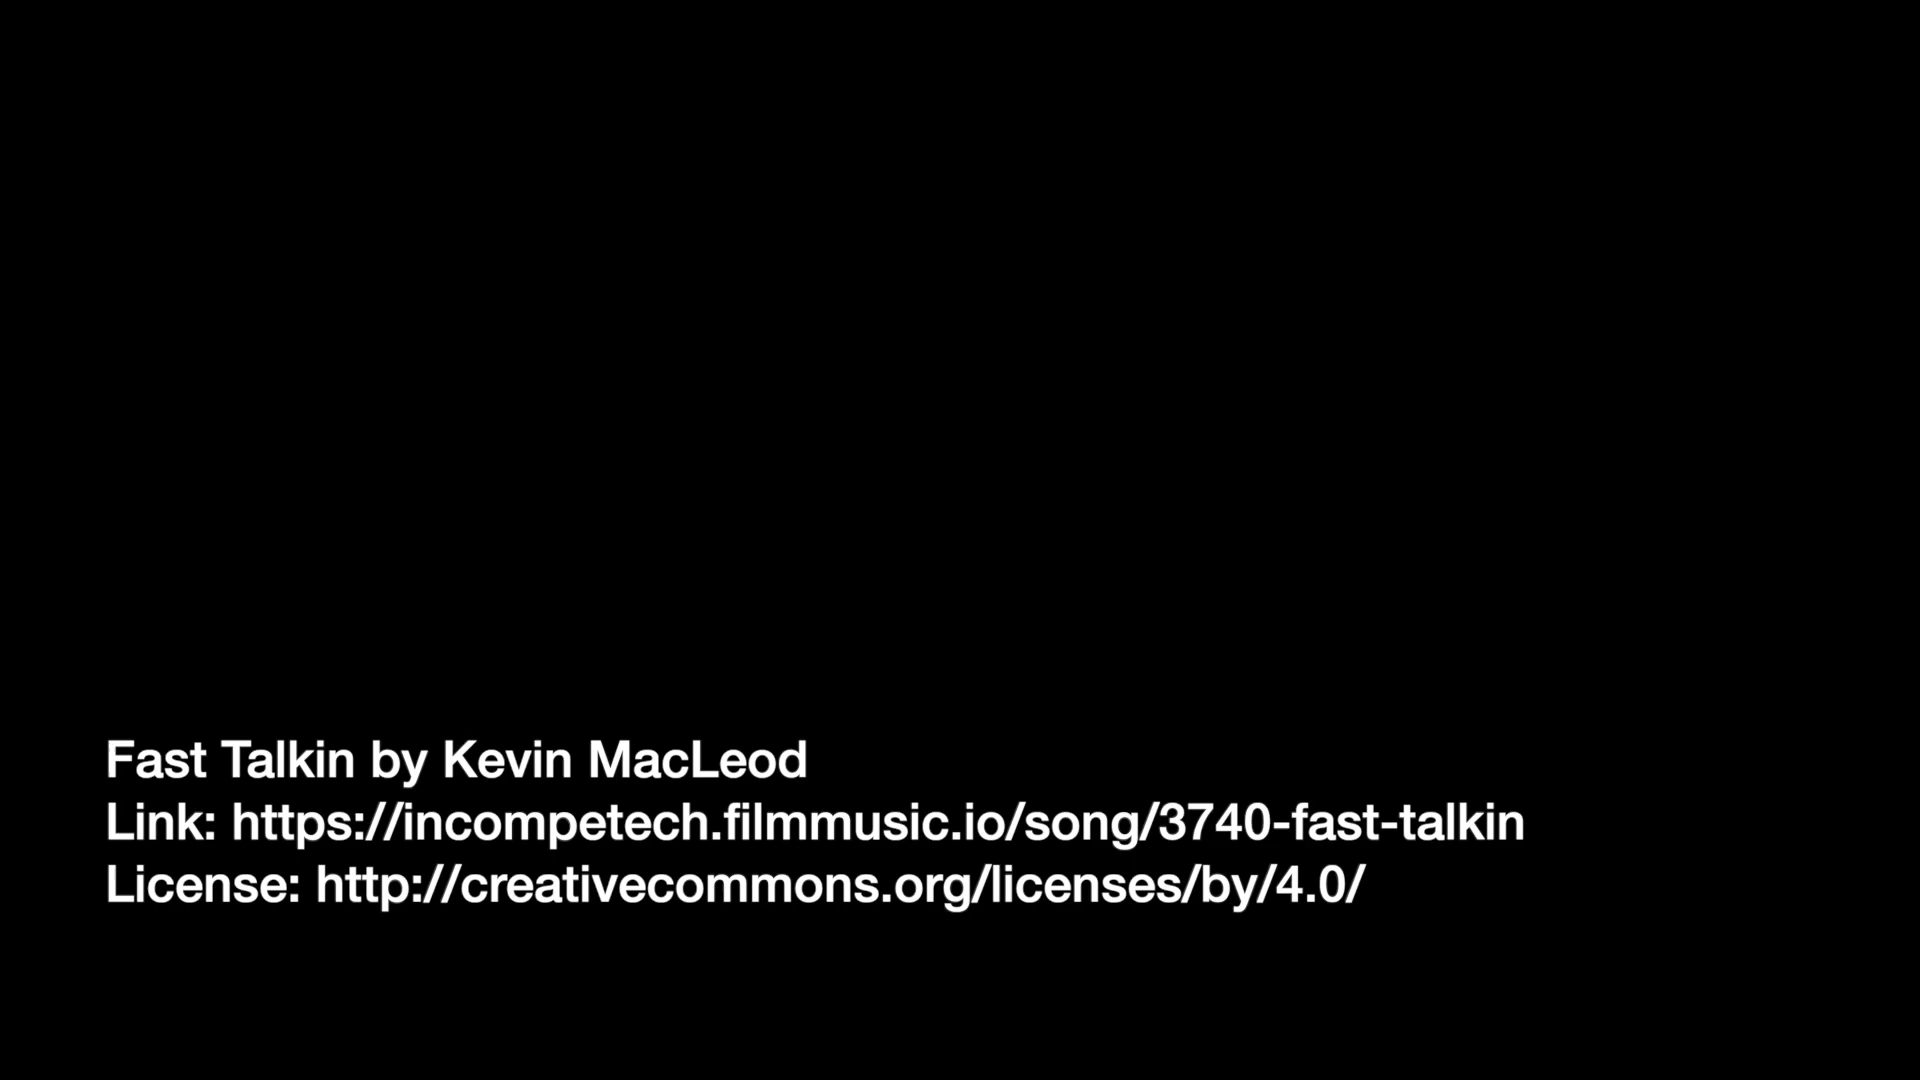 Fast Talkin by Kevin MacLeod
Link: https://incompetech.filmmusic.io/song/3740-fast-talkin
License: http://creativecommons.org/licenses/by/4.0/